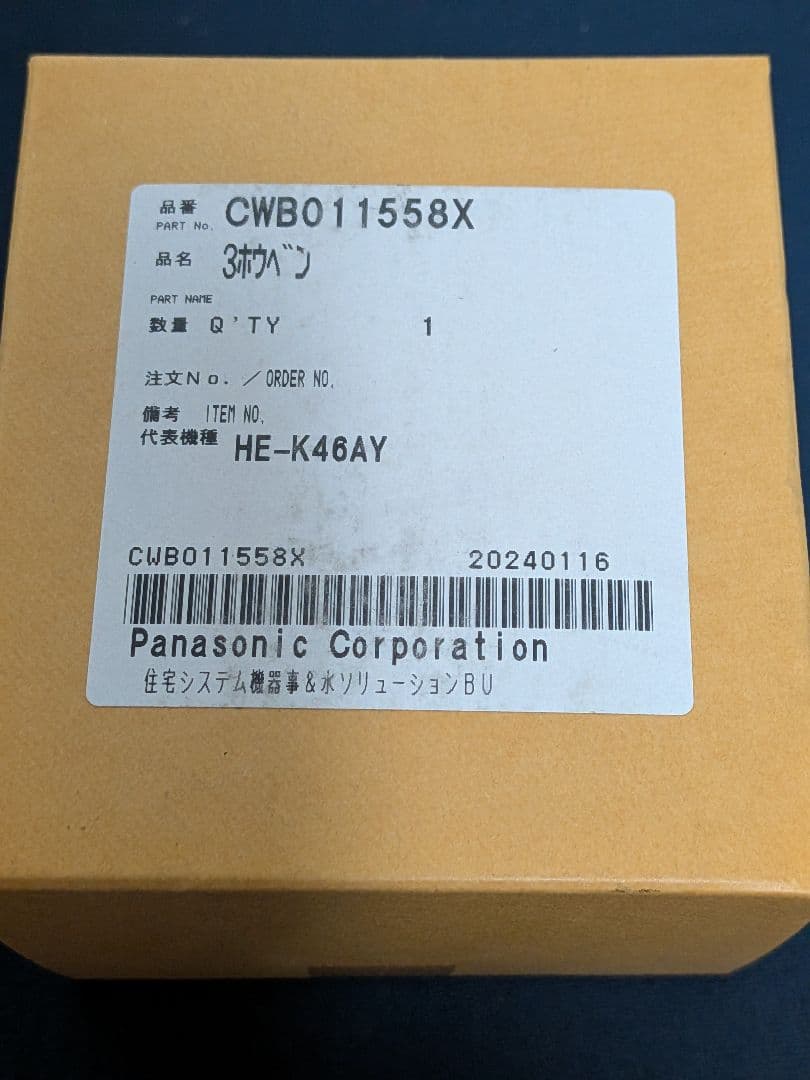 品番 CWB011558X
PART No.
品名 3ホウベン
PART NAME
数量 Q'TY 1
注文No. / ORDER NO.
備考 ITEM NO.
代表機種 HE-K46AY
CWB011558X 20240116
Panasonic Corporation
住宅システム機器事&水ソリューションBU